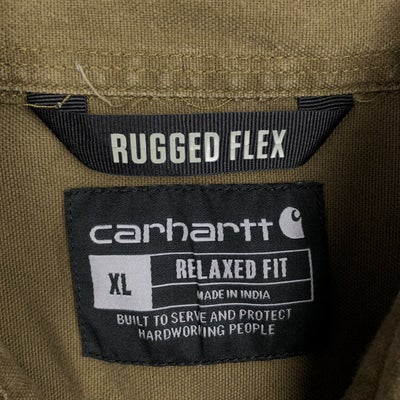 RUGGED FLEX
carhartt
XL
RELAXED FIT
MADE IN INDIA
BUILT TO SERVE AND PROTECT
HARDWORKING PEOPLE